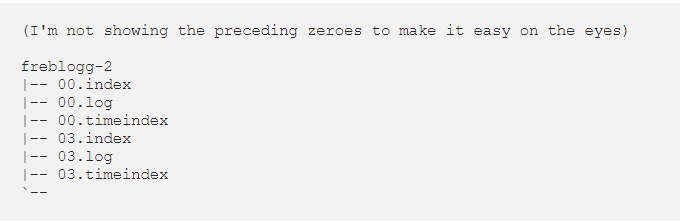 (I'm not showing the preceding zeroes to make it easy on the eyes)
freblogg-2
|-- 00.index
|-- 00.log
|-- 00.timeindex
|-- 03.index
|-- 03.log
|-- 03.timeindex
`--